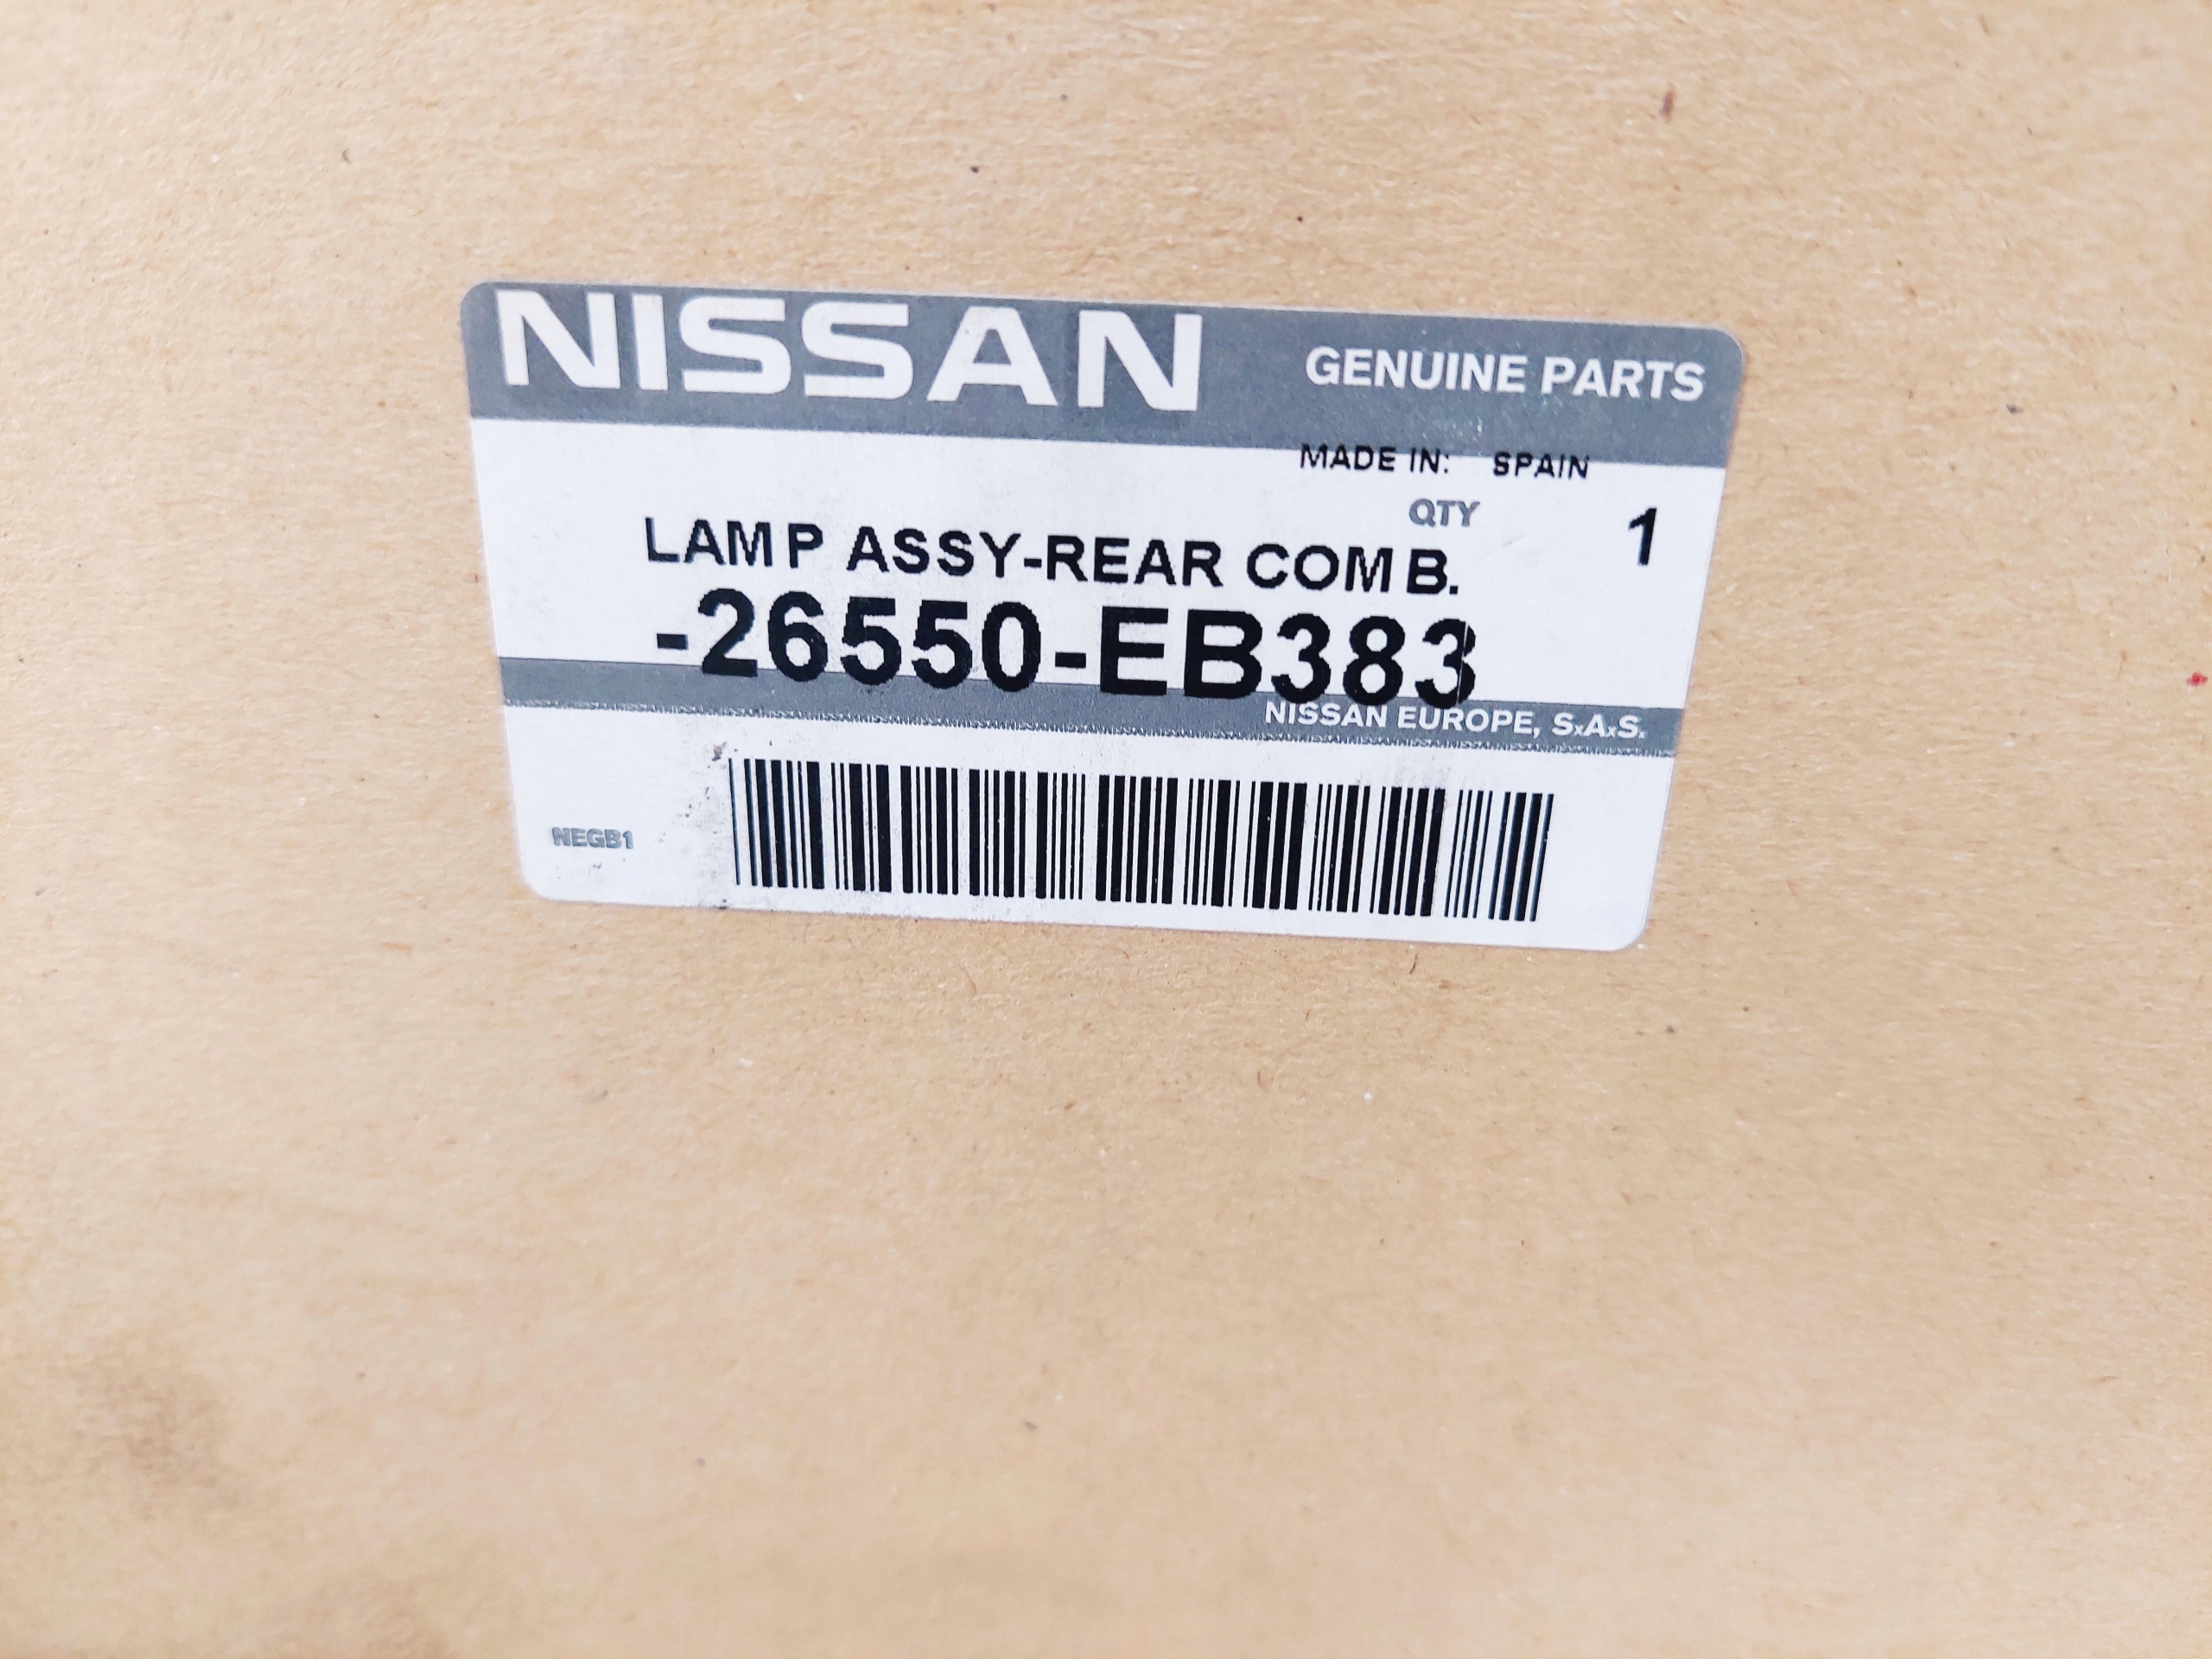 NISSAN GENUINE PARTS
MADE IN: SPAIN
QTY 1
LAMP ASSY-REAR COMB.
-26550-EB383
NISSAN EUROPE, S.A.S.
NEGB1